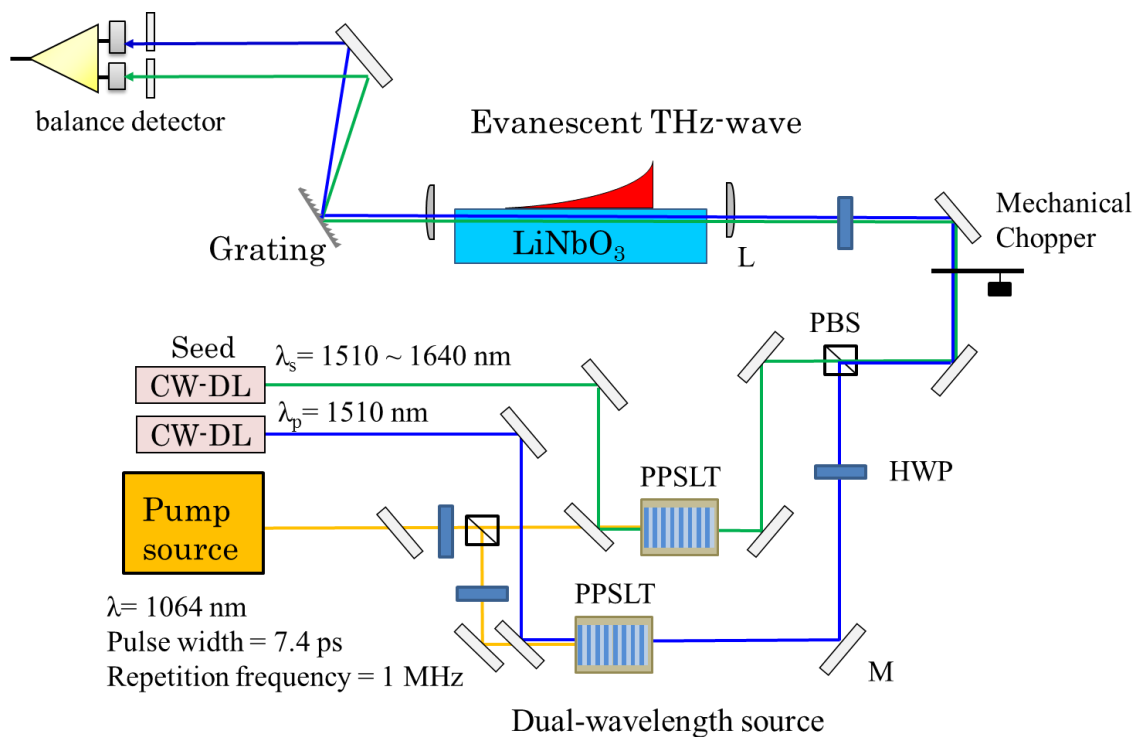 balance detector
Evanescent THz-wave
Grating
LiNbO₃
L
Mechanical
Chopper
PBS
Seed
CW-DL
λₛ= 1510 ~ 1640 nm
CW-DL
λₚ= 1510 nm
HWP
PPSLT
Pump
source
PPSLT
λ= 1064 nm
Pulse width = 7.4 ps
Repetition frequency = 1 MHz
M
Dual-wavelength source